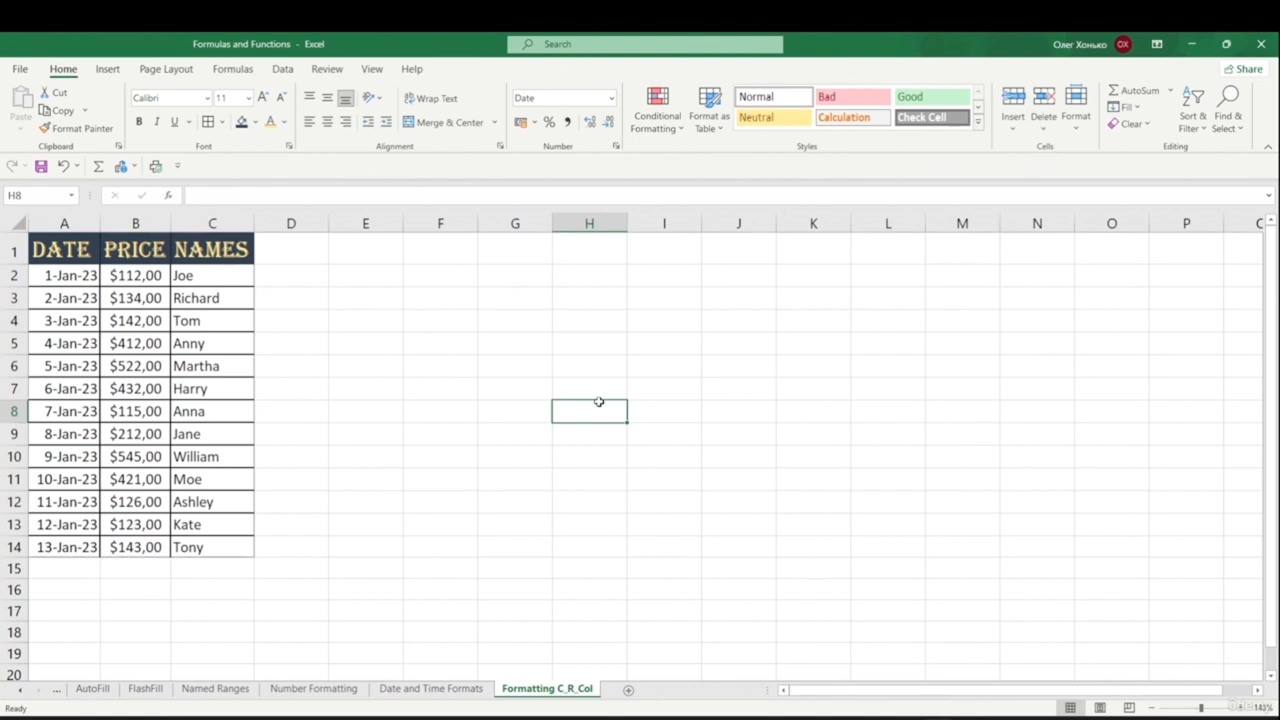 Formulas and Functions - Excel
Search
Олег Хонько OX
File Home Insert Page Layout Formulas Data Review View Help Share
Paste
Cut
Copy
Format Painter
Clipboard
Calibri 11
B I U
Font
Wrap Text
Merge & Center
Alignment
Date
Number
Conditional Formatting
Format as Table
Normal Bad Good
Neutral Calculation Check Cell
Styles
Insert Delete Format
Cells
AutoSum
Fill
Clear
Sort & Filter
Find & Select
Editing
H8 fx
A B C D E F G H I J K L M N O P
1 DATE PRICE NAMES
2 1-Jan-23 $112,00 Joe
3 2-Jan-23 $134,00 Richard
4 3-Jan-23 $142,00 Tom
5 4-Jan-23 $412,00 Anny
6 5-Jan-23 $522,00 Martha
7 6-Jan-23 $432,00 Harry
8 7-Jan-23 $115,00 Anna
9 8-Jan-23 $212,00 Jane
10 9-Jan-23 $545,00 William
11 10-Jan-23 $421,00 Moe
12 11-Jan-23 $126,00 Ashley
13 12-Jan-23 $123,00 Kate
14 13-Jan-23 $143,00 Tony
15
16
17
18
19
20
... AutoFill FlashFill Named Ranges Number Formatting Date and Time Formats Formatting C_R_Col
Ready